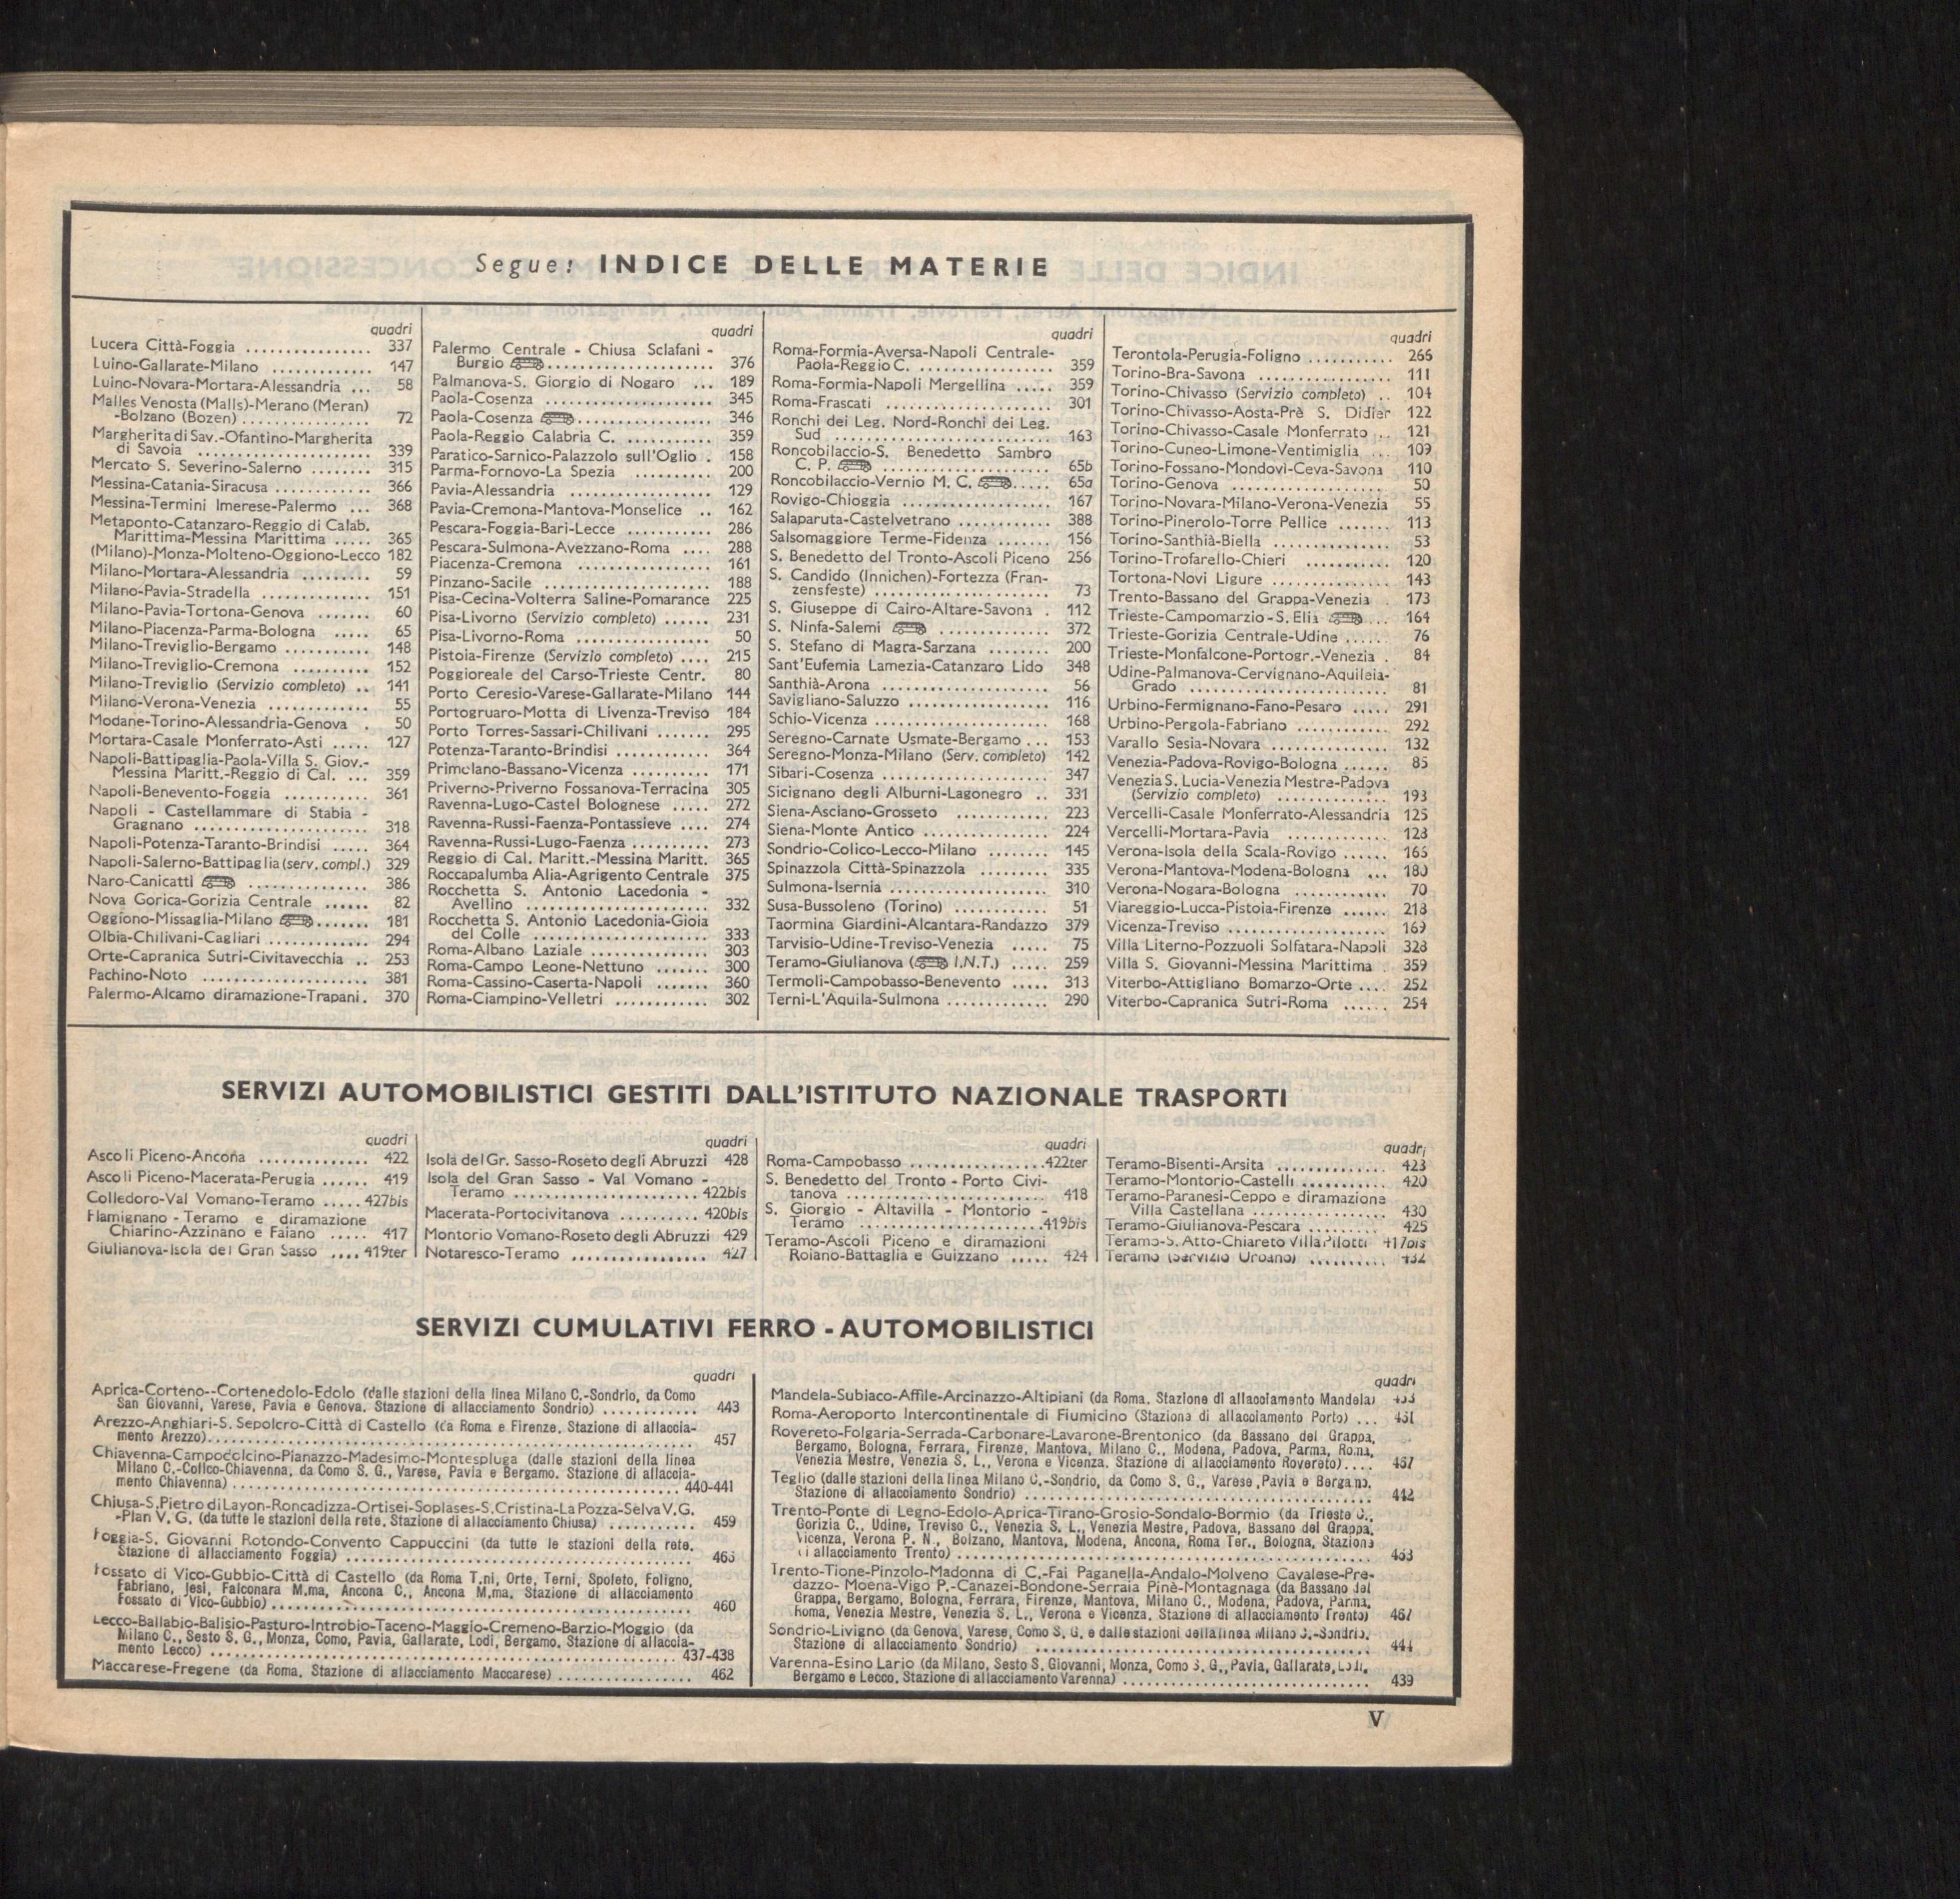 Segue: INDICE DELLE MATERIE
quadri
Lucera Città-Foggia ................ 337
Luino-Gallarate-Milano ............. 147
Luino-Novara-Mortara-Alessandria ... 58
Malles Venosta (Malls)-Merano (Meran)
-Bolzano (Bozen) ................ 72
Margherita di Sav.-Ofantino-Margherita
di Savoia ...................... 339
Mercato S. Severino-Salerno ........ 315
Messina-Catania-Siracusa ............ 366
Messina-Termini Imerese-Palermo ... 368
Metaponto-Catanzaro-Reggio di Calab.
Marittima-Messina Marittima ..... 365
(Milano)-Monza-Molteno-Oggiono-Lecco 182
Milano-Mortara-Alessandria ......... 59
Milano-Pavia-Stradella .............. 151
Milano-Pavia-Tortona-Genova ....... 60
Milano-Piacenza-Parma-Bologna ..... 65
Milano-Treviglio-Bergamo ........... 148
Milano-Treviglio-Cremona .......... 152
Milano-Treviglio (Servizio completo) .. 141
Milano-Verona-Venezia ............. 55
Modane-Torino-Alessandria-Genova . 50
Mortara-Casale Monferrato-Asti ..... 127
Napoli-Battipaglia-Paola-Villa S. Giov.-
Messina Maritt.-Reggio di Cal. ... 359
Napoli-Benevento-Foggia ........... 361
Napoli - Castellammare di Stabia -
Gragnano ...................... 318
Napoli-Potenza-Taranto-Brindisi ..... 364
Napoli-Salerno-Battipaglia (serv. compl.) 329
Naro-Canicattì ............... 386
Nova Gorica-Gorizia Centrale ...... 82
Oggiono-Missaglia-Milano ....... 181
Olbia-Chilivani-Cagliari ............. 294
Orte-Capranica Sutri-Civitavecchia .. 253
Pachino-Noto ..................... 381
Palermo-Alcamo diramazione-Trapani. 370
quadri
Palermo Centrale - Chiusa Sclafani -
Burgio ..................... 376
Palmanova-S. Giorgio di Nogaro ... 189
Paola-Cosenza ..................... 345
Paola-Cosenza .................. 346
Paola-Reggio Calabria C. ........... 359
Paratico-Sarnico-Palazzolo sull'Oglio . 158
Parma-Fornovo-La Spezia .......... 200
Pavia-Alessandria .................. 129
Pavia-Cremona-Mantova-Monselice .. 162
Pescara-Foggia-Bari-Lecce ........... 286
Pescara-Sulmona-Avezzano-Roma .... 288
Piacenza-Cremona ................. 161
Pinzano-Sacile ..................... 188
Pisa-Cecina-Volterra Saline-Pomarance 225
Pisa-Livorno (Servizio completo) ...... 231
Pisa-Livorno-Roma ................. 50
Pistoia-Firenze (Servizio completo) .... 215
Poggioreale del Carso-Trieste Centr. 80
Porto Ceresio-Varese-Gallarate-Milano 144
Portogruaro-Motta di Livenza-Treviso 184
Porto Torres-Sassari-Chilivani ....... 295
Potenza-Taranto-Brindisi ............ 364
Primolano-Bassano-Vicenza .......... 171
Priverno-Priverno Fossanova-Terracina 305
Ravenna-Lugo-Castel Bolognese ..... 272
Ravenna-Russi-Faenza-Pontassieve .... 274
Ravenna-Russi-Lugo-Faenza .......... 273
Reggio di Cal. Maritt.-Messina Maritt. 365
Roccapalumba Alia-Agrigento Centrale 375
Rocchetta S. Antonio Lacedonia -
Avellino ....................... 332
Rocchetta S. Antonio Lacedonia-Gioia
del Colle ...................... 333
Roma-Albano Laziale ............... 303
Roma-Campo Leone-Nettuno ....... 300
Roma-Cassino-Caserta-Napoli ....... 360
Roma-Ciampino-Velletri ............ 302
quadri
Roma-Formia-Aversa-Napoli Centrale-
Paola-Reggio C. ................. 359
Roma-Formia-Napoli Mergellina ..... 359
Roma-Frascati ..................... 301
Ronchi dei Leg. Nord-Ronchi dei Leg.
Sud ........................... 163
Roncobilaccio-S. Benedetto Sambro
C. P. ..................... 65b
Roncobilaccio-Vernio M. C. ..... 65a
Rovigo-Chioggia ................... 167
Salaparuta-Castelvetrano ............ 388
Salsomaggiore Terme-Fidenza ....... 156
S. Benedetto del Tronto-Ascoli Piceno 256
S. Candido (Innichen)-Fortezza (Fran-
zensfeste) ...................... 73
S. Giuseppe di Cairo-Altare-Savona . 112
S. Ninfa-Salemi .............. 372
S. Stefano di Magra-Sarzana ........ 200
Sant'Eufemia Lamezia-Catanzaro Lido 348
Santhià-Arona ..................... 56
Savigliano-Saluzzo .................. 116
Schio-Vicenza ...................... 168
Seregno-Carnate Usmate-Bergamo ... 153
Seregno-Monza-Milano (Serv. completo) 142
Sibari-Cosenza ..................... 347
Sicignano degli Alburni-Lagonegro .. 331
Siena-Asciano-Grosseto ............ 223
Siena-Monte Antico ................ 224
Sondrio-Colico-Lecco-Milano ........ 145
Spinazzola Città-Spinazzola ......... 335
Sulmona-Isernia .................... 310
Susa-Bussoleno (Torino) ............ 51
Taormina Giardini-Alcantara-Randazzo 379
Tarvisio-Udine-Treviso-Venezia ..... 75
Teramo-Giulianova ( I.N.T.) ..... 259
Termoli-Campobasso-Benevento ..... 313
Terni-L'Aquila-Sulmona ............. 290
quadri
Terontola-Perugia-Foligno ........... 266
Torino-Bra-Savona ................. 111
Torino-Chivasso (Servizio completo) .. 104
Torino-Chivasso-Aosta-Prè S. Didier 122
Torino-Chivasso-Casale Monferrato .. 121
Torino-Cuneo-Limone-Ventimiglia ... 109
Torino-Fossano-Mondovì-Ceva-Savona 110
Torino-Genova .................... 50
Torino-Novara-Milano-Verona-Venezia 55
Torino-Pinerolo-Torre Pellice ....... 113
Torino-Santhià-Biella ............... 53
Torino-Trofarello-Chieri ........... 120
Tortona-Novi Ligure ............... 143
Trento-Bassano del Grappa-Venezia . 173
Trieste-Campomarzio-S. Elia .... 164
Trieste-Gorizia Centrale-Udine ..... 76
Trieste-Monfalcone-Portogr.-Venezia . 84
Udine-Palmanova-Cervignano-Aquileia-
Grado ......................... 81
Urbino-Fermignano-Fano-Pesaro ..... 291
Urbino-Pergola-Fabriano ........... 292
Varallo Sesia-Novara ............... 132
Venezia-Padova-Rovigo-Bologna ...... 85
Venezia S. Lucia-Venezia Mestre-Padova
(Servizio completo) .............. 193
Vercelli-Casale Monferrato-Alessandria 125
Vercelli-Mortara-Pavia ............. 128
Verona-Isola della Scala-Rovigo ...... 166
Verona-Mantova-Modena-Bologna ... 180
Verona-Nogara-Bologna ............ 70
Viareggio-Lucca-Pistoia-Firenze ...... 218
Vicenza-Treviso .................... 169
Villa Literno-Pozzuoli Solfatara-Napoli 328
Villa S. Giovanni-Messina Marittima . 359
Viterbo-Attigliano Bomarzo-Orte .... 252
Viterbo-Capranica Sutri-Roma ...... 254
SERVIZI AUTOMOBILISTICI GESTITI DALL'ISTITUTO NAZIONALE TRASPORTI
quadri
Ascoli Piceno-Ancona .............. 422
Ascoli Piceno-Macerata-Perugia ...... 419
Colledoro-Val Vomano-Teramo ..... 427bis
Flamignano - Teramo e diramazione
Chiarino-Azzinano e Faiano ..... 417
Giulianova-Isola del Gran Sasso .... 419ter
quadri
Isola del Gr. Sasso-Roseto degli Abruzzi 428
Isola del Gran Sasso - Val Vomano -
Teramo ...................... 422bis
Macerata-Portocivitanova .......... 420bis
Montorio Vomano-Roseto degli Abruzzi 429
Notaresco-Teramo ................. 427
quadri
Roma-Campobasso .................422ter
S. Benedetto del Tronto - Porto Civi-
tanova ......................... 418
S. Giorgio - Altavilla - Montorio -
Teramo .......................419bis
Teramo-Ascoli Piceno e diramazioni
Roiano-Battaglia e Guizzano ..... 424
quadri
Teramo-Bisenti-Arsita .............. 423
Teramo-Montorio-Castelli ........... 420
Teramo-Paranesi-Ceppo e diramazione
Villa Castellana ................. 430
Teramo-Giulianova-Pescara ......... 425
Teramo-S. Atto-Chiareto Villa Pilotti 417bis
Teramo (Servizio Urbano) .......... 432
SERVIZI CUMULATIVI FERRO - AUTOMOBILISTICI
quadri
Aprica-Corteno--Cortenedolo-Edolo (dalle stazioni della linea Milano C.-Sondrio, da Como
San Giovanni, Varese, Pavia e Genova. Stazione di allacciamento Sondrio) ............ 443
Arezzo-Anghiari-S. Sepolcro-Città di Castello (da Roma e Firenze. Stazione di allaccia-
mento Arezzo)............................................................... 457
Chiavenna-Campodolcino-Pianazzo-Madesimo-Montespluga (dalle stazioni della linea
Milano C.-Colico-Chiavenna, da Como S. G., Varese, Pavia e Bergamo. Stazione di allaccia-
mento Chiavenna) ............................................................ 440-441
Chiusa-S.Pietro di Layon-Roncadizza-Ortisei-Soplases-S.Cristina-La Pozza-Selva V.G.
-Plan V. G. (da tutte le stazioni della rete. Stazione di allacciamento Chiusa) ........... 459
Foggia-S. Giovanni Rotondo-Convento Cappuccini (da tutte le stazioni della rete.
Stazione di allacciamento Foggia) ............................................. 465
Fossato di Vico-Gubbio-Città di Castello (da Roma T.ni, Orte, Terni, Spoleto, Foligno,
Fabriano, Jesi, Falconara M.ma, Ancona C., Ancona M.ma. Stazione di allacciamento
Fossato di Vico-Gubbio) ...................................................... 460
Lecco-Ballabio-Balisio-Pasturo-Introbio-Taceno-Maggio-Cremeno-Barzio-Moggio (da
Milano C., Sesto S. G., Monza, Como, Pavia, Gallarate, Lodi, Bergamo. Stazione di allaccia-
mento Lecco) ............................................................... 437-438
Maccarese-Fregene (da Roma. Stazione di allacciamento Maccarese) .................. 462
quadri
Mandela-Subiaco-Affile-Arcinazzo-Altipiani (da Roma. Stazione di allacciamento Mandela)
Roma-Aeroporto Intercontinentale di Fiumicino (Stazione di allacciamento Porto) ... 461
Rovereto-Folgaria-Serrada-Carbonare-Lavarone-Brentonico (da Bassano del Grappa,
Bergamo, Bologna, Ferrara, Firenze, Mantova, Milano C., Modena, Padova, Parma, Roma,
Venezia Mestre, Venezia S. L., Verona e Vicenza. Stazione di allacciamento Rovereto).... 467
Teglio (dalle stazioni della linea Milano C.-Sondrio, da Como S. G., Varese, Pavia e Bergamo.
Stazione di allacciamento Sondrio) ............................................. 442
Trento-Ponte di Legno-Edolo-Aprica-Tirano-Grosio-Sondalo-Bormio (da Trieste C.,
Gorizia C., Udine, Treviso C., Venezia S. L., Venezia Mestre, Padova, Bassano del Grappa,
Vicenza, Verona P. N., Bolzano, Mantova, Modena, Ancona, Roma Ter., Bologna. Stazione
di allacciamento Trento) ...................................................... 463
Trento-Tione-Pinzolo-Madonna di C.-Fai Paganella-Andalo-Molveno Cavalese-Pre-
dazzo- Moena-Vigo P.-Canazei-Bondone-Serraia Pinè-Montagnaga (da Bassano del
Grappa, Bergamo, Bologna, Ferrara, Firenze, Mantova, Milano C., Modena, Padova, Parma,
Roma, Venezia Mestre, Venezia S. L., Verona e Vicenza. Stazione di allacciamento Trento) 467
Sondrio-Livigno (da Genova, Varese, Como S. G. e dalle stazioni della linea Milano C.-Sondrio.
Stazione di allacciamento Sondrio) ............................................. 444
Varenna-Esino Lario (da Milano, Sesto S. Giovanni, Monza, Como S. G., Pavia, Gallarate, Lodi,
Bergamo e Lecco. Stazione di allacciamento Varenna) ............................... 439
V